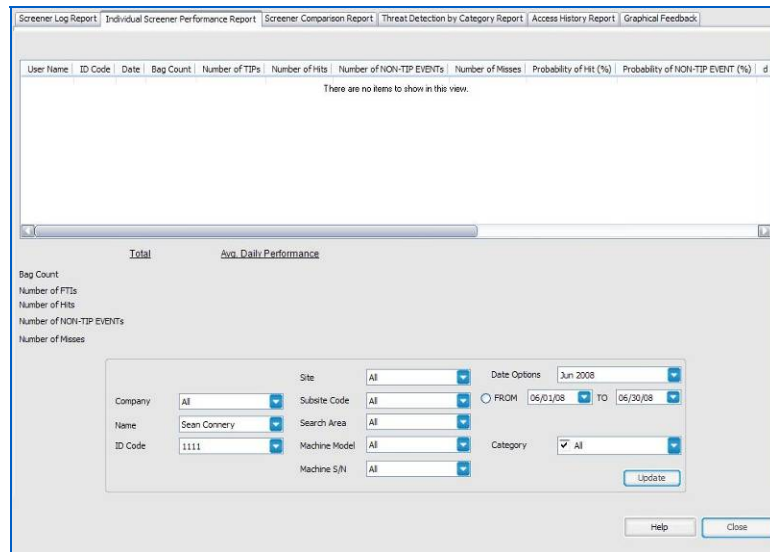 Screener Log Report Individual Screener Performance Report Screener Comparison Report Threat Detection by Category Report Access History Report Graphical Feedback
User Name ID Code Date Bag Count Number of TIPs Number of Hits Number of NON-TIP EVENTs Number of Misses Probability of Hit (%) Probability of NON-TIP EVENT (%) d
There are no items to show in this view.
Total Avg. Daily Performance
Bag Count
Number of FTIs
Number of Hits
Number of NON-TIP EVENTs
Number of Misses
Site All Date Options Jun 2008
Company All Subsite Code All FROM 06/01/08 TO 06/30/08
Name Sean Connery Search Area All
ID Code 1111 Machine Model All Category All
Machine S/N All
Update
Help Close